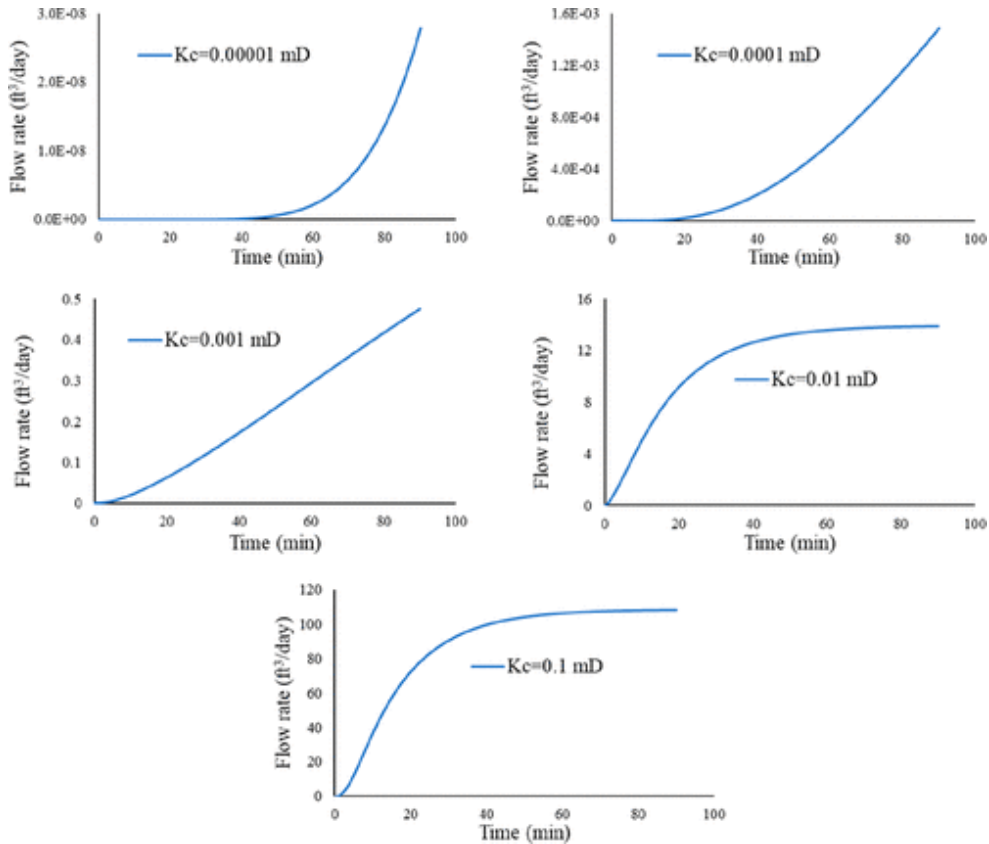 Flow rate (ft³/day)
3.0E-08
2.0E-08
1.0E-08
0.0E+00
Kc=0.00001 mD
0 20 40 60 80 100
Time (min)
Flow rate (ft³/day)
1.6E-03
1.2E-03
8.0E-04
4.0E-04
0.0E+00
Kc=0.0001 mD
0 20 40 60 80 100
Time (min)
Flow rate (ft³/day)
0.5
0.4
0.3
0.2
0.1
0
Kc=0.001 mD
0 20 40 60 80 100
Time (min)
Flow rate (ft³/day)
16
12
8
4
0
Kc=0.01 mD
0 20 40 60 80 100
Time (min)
Flow rate (ft³/day)
120
100
80
60
40
20
0
Kc=0.1 mD
0 20 40 60 80 100
Time (min)